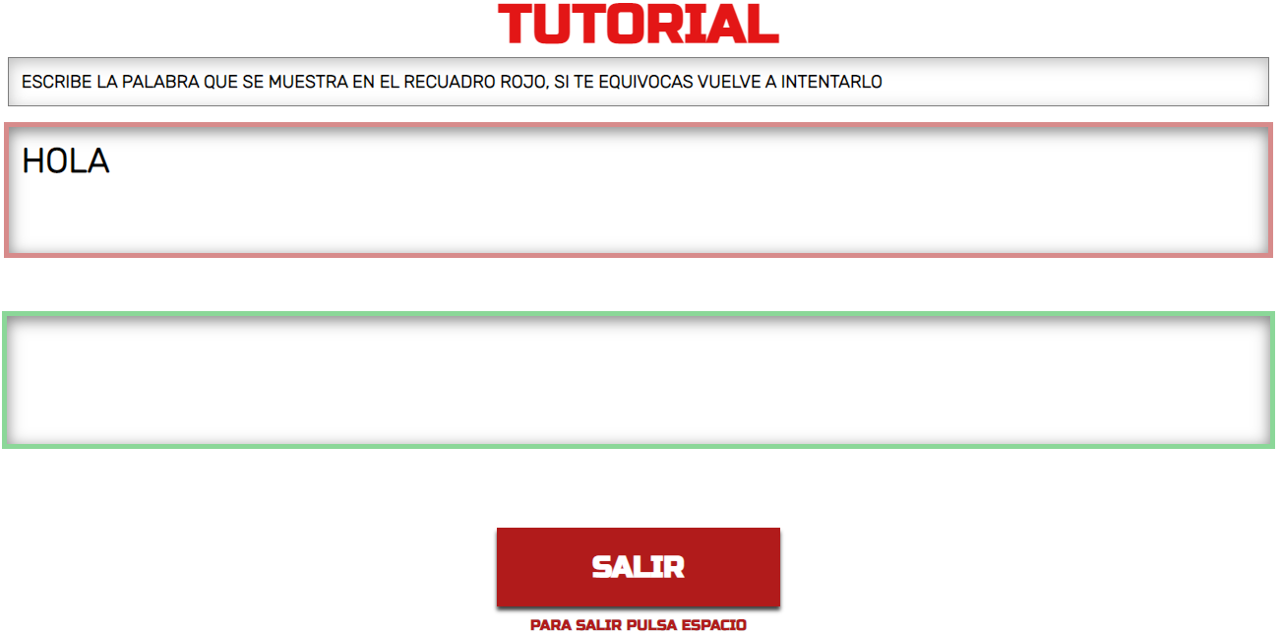 TUTORIAL
ESCRIBE LA PALABRA QUE SE MUESTRA EN EL RECUADRO ROJO, SI TE EQUIVOCAS VUELVE A INTENTARLO
HOLA
SALIR
PARA SALIR PULSA ESPACIO